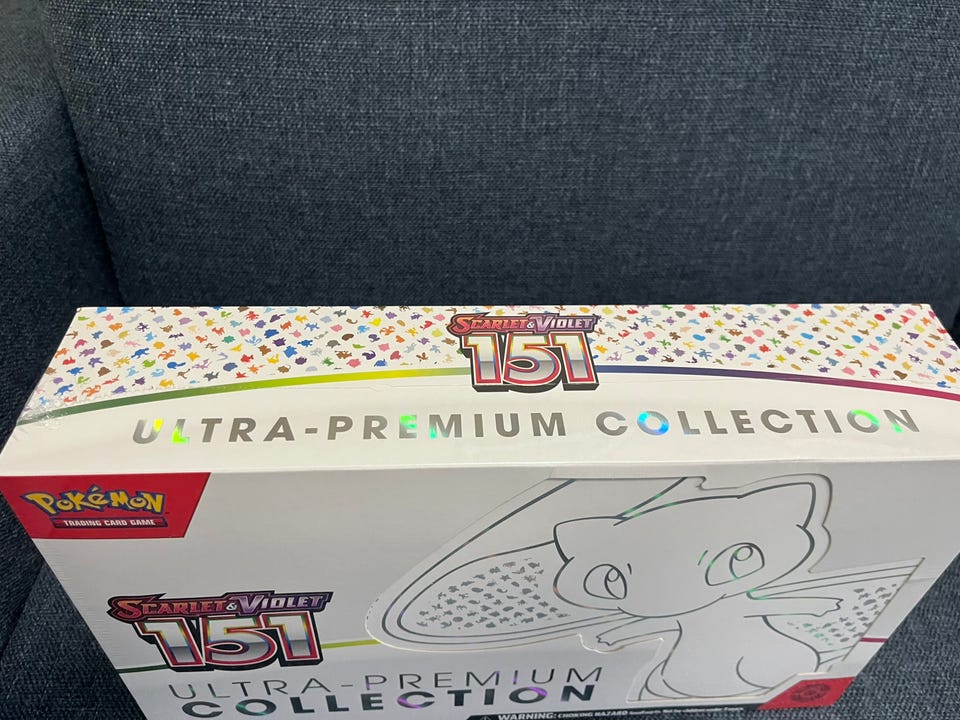 SCARLET & VIOLET
151
ULTRA-PREMIUM COLLECTION
POKéMON
TRADING CARD GAME
SCARLET & VIOLET
151
ULTRA-PREMIUM
COLLECTION
WARNING: CHOKING HAZARD